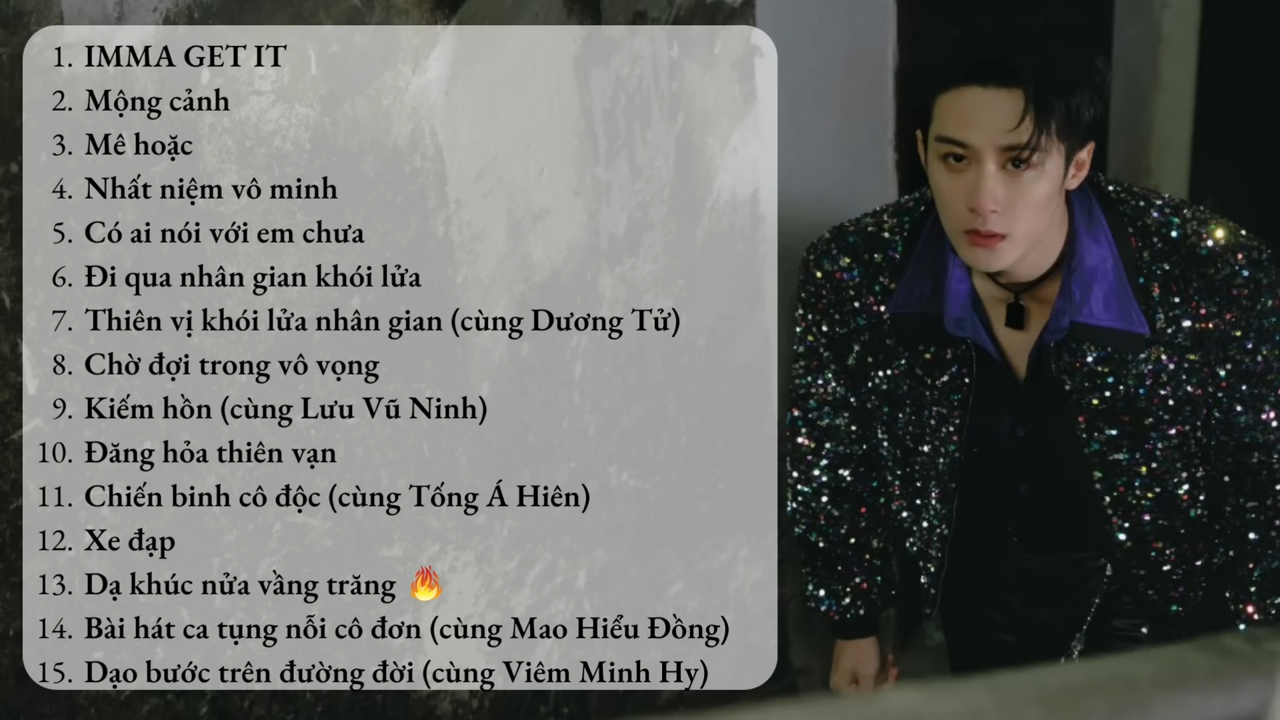 1. IMMA GET IT
2. Mộng cảnh
3. Mê hoặc
4. Nhất niệm vô minh
5. Có ai nói với em chưa
6. Đi qua nhân gian khói lửa
7. Thiên vị khói lửa nhân gian (cùng Dương Tử)
8. Chờ đợi trong vô vọng
9. Kiếm hồn (cùng Lưu Vũ Ninh)
10. Đăng hỏa thiên vạn
11. Chiến binh cô độc (cùng Tống Á Hiên)
12. Xe đạp
13. Dạ khúc nửa vầng trăng 🔥
14. Bài hát ca tụng nỗi cô đơn (cùng Mao Hiểu Đồng)
15. Dạo bước trên đường đời (cùng Viêm Minh Hy)